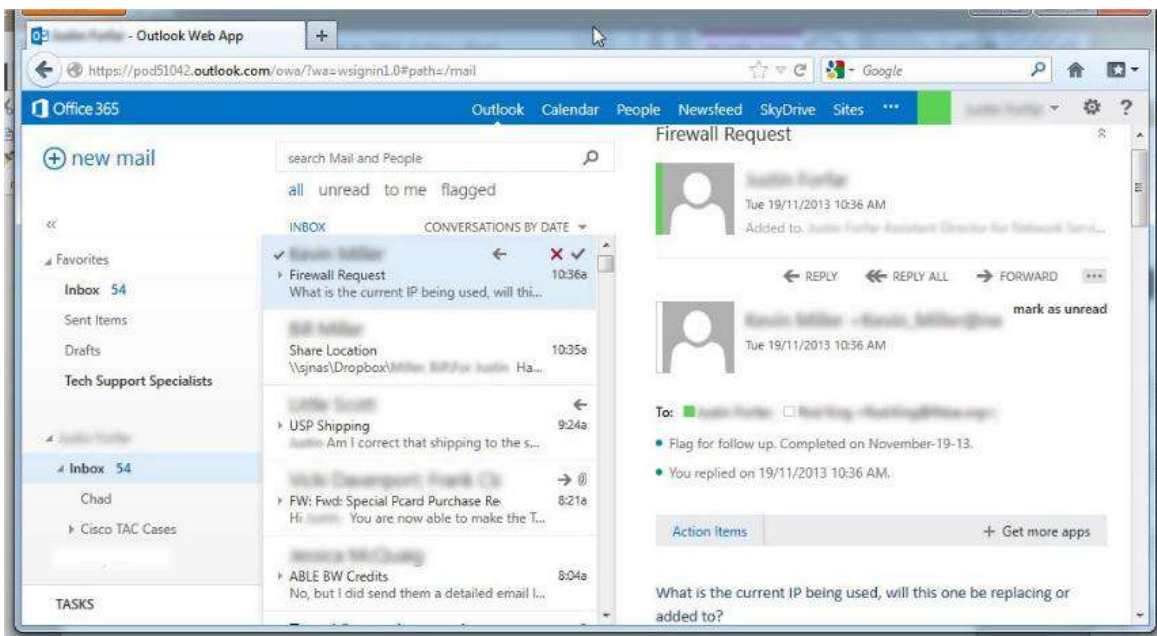 - Outlook Web App
https://pod51042.outlook.com/owa/?wa=wsignin1.0#path=/mail
Google
Office 365
Outlook Calendar People Newsfeed SkyDrive Sites ••• ?
new mail
search Mail and People
all unread to me flagged
INBOX CONVERSATIONS BY DATE
Favorites
Inbox 54
Sent Items
Drafts
Tech Support Specialists
Inbox 54
Chad
Cisco TAC Cases
TASKS
Firewall Request 10:36a
What is the current IP being used, will thi...
Share Location 10:35a
\\sjnas\Dropbox\ Ha...
USP Shipping 9:24a
Am I correct that shipping to the s...
FW: Fwd: Special Pcard Purchase Re 8:21a
Hi You are now able to make the T...
ABLE BW Credits 8:04a
No, but I did send them a detailed email I...
Firewall Request
Tue 19/11/2013 10:36 AM
Added to.
REPLY REPLY ALL FORWARD •••
mark as unread
Tue 19/11/2013 10:36 AM
To:
• Flag for follow up. Completed on November-19-13.
• You replied on 19/11/2013 10:36 AM.
Action Items + Get more apps
What is the current IP being used, will this one be replacing or
added to?